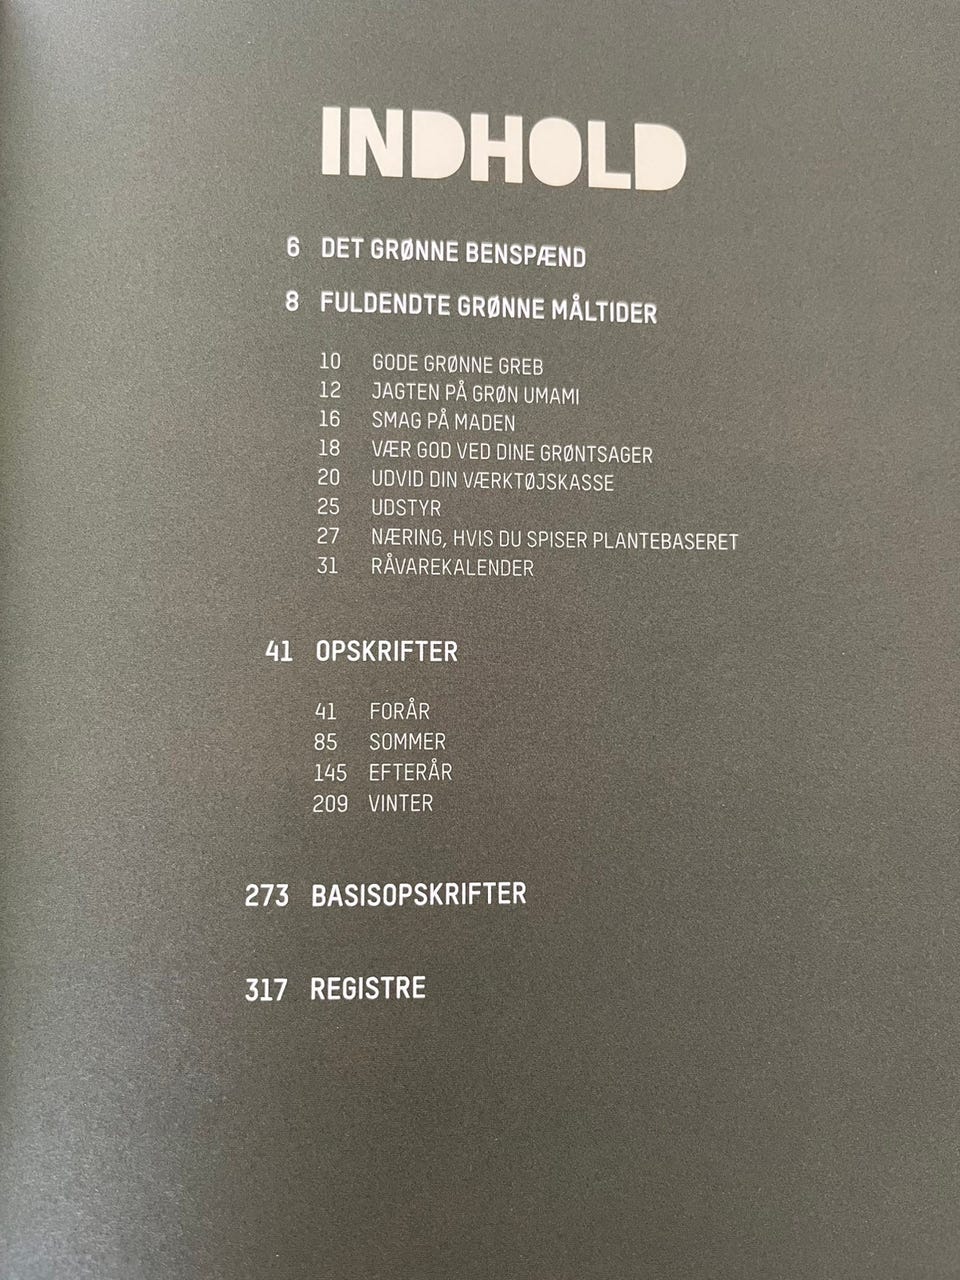 INDHOLD
6 DET GRØNNE BENSPÆND
8 FULDENDTE GRØNNE MÅLTIDER
10 GODE GRØNNE GREB
12 JAGTEN PÅ GRØN UMAMI
16 SMAG PÅ MADEN
18 VÆR GOD VED DINE GRØNTSAGER
20 UDVID DIN VÆRKTØJSKASSE
25 UDSTYR
27 NÆRING, HVIS DU SPISER PLANTEBASERET
31 RÅVAREKALENDER
41 OPSKRIFTER
41 FORÅR
85 SOMMER
145 EFTERÅR
209 VINTER
273 BASISOPSKRIFTER
317 REGISTRE